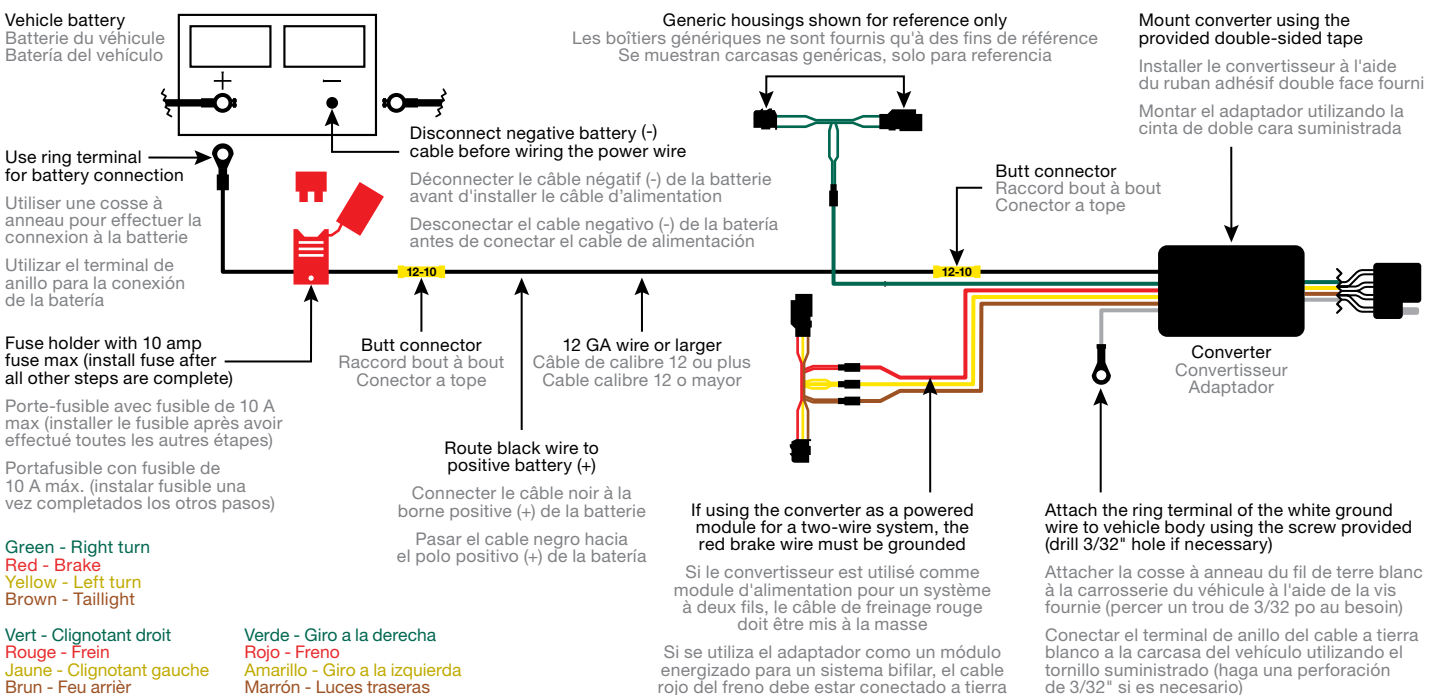 Vehicle battery
Batterie du véhicule
Batería del vehículo
+
−
Use ring terminal
for battery connection
Utiliser une cosse à
anneau pour effectuer la
connexion à la batterie
Utilizar el terminal de
anillo para la conexión
de la batería
Disconnect negative battery (-)
cable before wiring the power wire
Déconnecter le câble négatif (-) de la batterie
avant d'installer le câble d'alimentation
Desconectar el cable negativo (-) de la batería
antes de conectar el cable de alimentación
Generic housings shown for reference only
Les boîtiers génériques ne sont fournis qu'à des fins de référence
Se muestran carcasas genéricas, solo para referencia
Mount converter using the
provided double-sided tape
Installer le convertisseur à l'aide
du ruban adhésif double face fourni
Montar el adaptador utilizando la
cinta de doble cara suministrada
Butt connector
Raccord bout à bout
Conector a tope
12-10
12-10
Fuse holder with 10 amp
fuse max (install fuse after
all other steps are complete)
Porte-fusible avec fusible de 10 A
max (installer le fusible après avoir
effectué toutes les autres étapes)
Portafusible con fusible de
10 A máx. (instalar fusible una
vez completados los otros pasos)
Butt connector
Raccord bout à bout
Conector a tope
12 GA wire or larger
Câble de calibre 12 ou plus
Cable calibre 12 o mayor
Route black wire to
positive battery (+)
Connecter le câble noir à la
borne positive (+) de la batterie
Pasar el cable negro hacia
el polo positivo (+) de la batería
Converter
Convertisseur
Adaptador
If using the converter as a powered
module for a two-wire system, the
red brake wire must be grounded
Si le convertisseur est utilisé comme
module d'alimentation pour un système
à deux fils, le câble de freinage rouge
doit être mis à la masse
Si se utiliza el adaptador como un módulo
energizado para un sistema bifilar, el cable
rojo del freno debe estar conectado a tierra
Attach the ring terminal of the white ground
wire to vehicle body using the screw provided
(drill 3/32" hole if necessary)
Attacher la cosse à anneau du fil de terre blanc
à la carrosserie du véhicule à l'aide de la vis
fournie (percer un trou de 3/32 po au besoin)
Conectar el terminal de anillo del cable a tierra
blanco a la carcasa del vehículo utilizando el
tornillo suministrado (haga una perforación
de 3/32" si es necesario)
Green - Right turn
Red - Brake
Yellow - Left turn
Brown - Taillight
Vert - Clignotant droit
Rouge - Frein
Jaune - Clignotant gauche
Brun - Feu arrièr
Verde - Giro a la derecha
Rojo - Freno
Amarillo - Giro a la izquierda
Marrón - Luces traseras